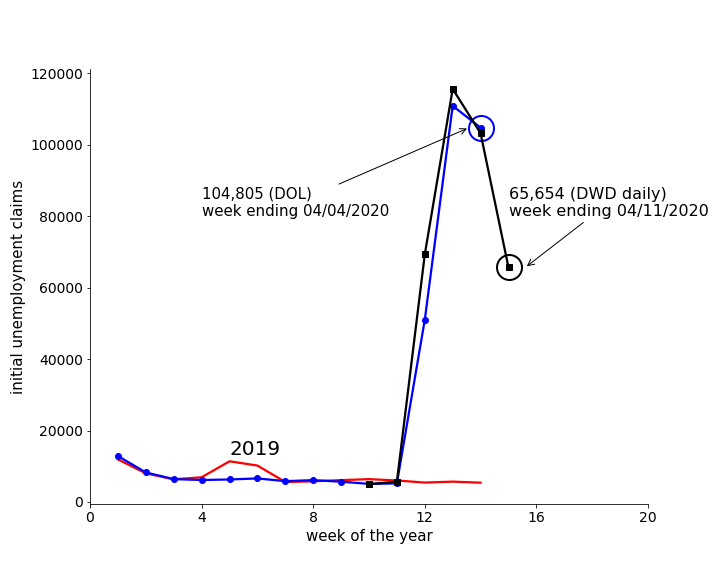 120000
100000
80000
60000
40000
20000
0
initial unemployment claims
104,805 (DOL)
week ending 04/04/2020
65,654 (DWD daily)
week ending 04/11/2020
2019
0 4 8 12 16 20
week of the year